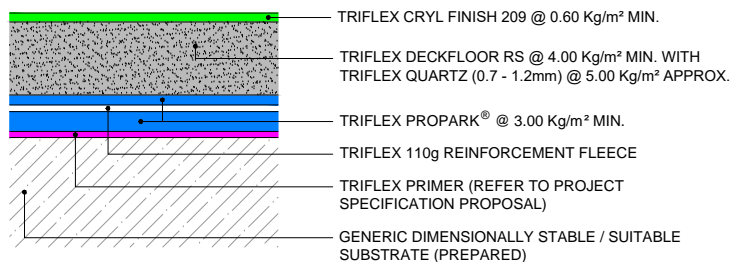 TRIFLEX CRYL FINISH 209 @ 0.60 Kg/m² MIN.
TRIFLEX DECKFLOOR RS @ 4.00 Kg/m² MIN. WITH
TRIFLEX QUARTZ (0.7 - 1.2mm) @ 5.00 Kg/m² APPROX.
TRIFLEX PROPARK® @ 3.00 Kg/m² MIN.
TRIFLEX 110g REINFORCEMENT FLEECE
TRIFLEX PRIMER (REFER TO PROJECT
SPECIFICATION PROPOSAL)
GENERIC DIMENSIONALLY STABLE / SUITABLE
SUBSTRATE (PREPARED)